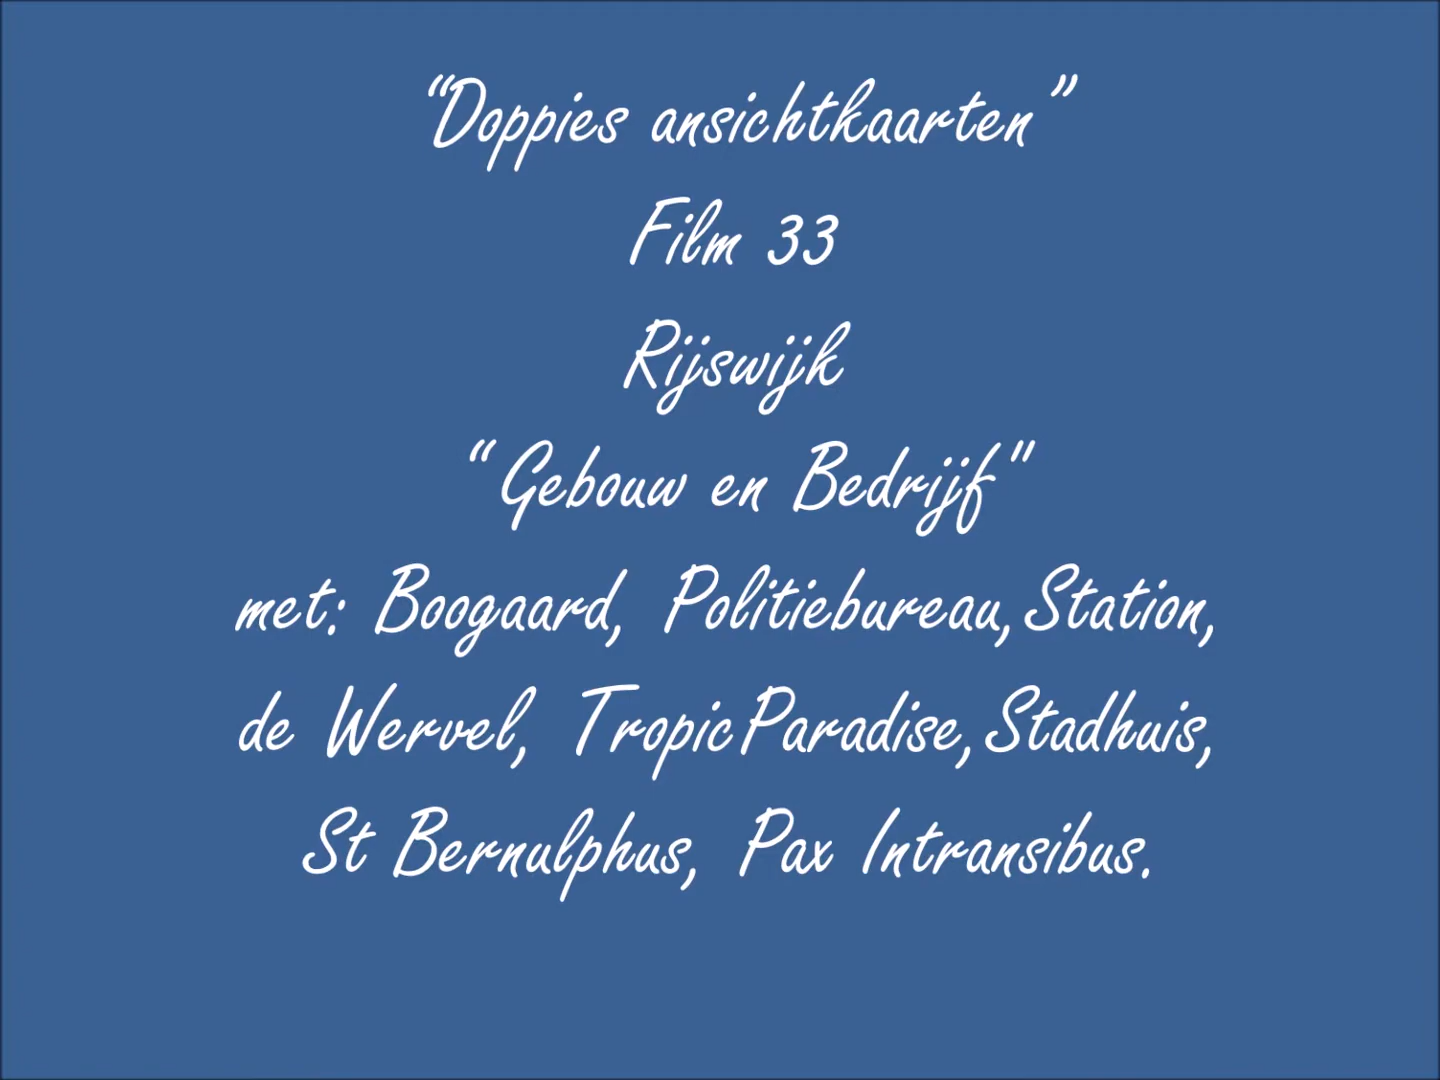 “Doppies ansichtkaarten”
Film 33
Rijswijk
“ Gebouw en Bedrijf”
met: Boogaard, Politiebureau, Station,
de Wervel, Tropic Paradise, Stadhuis,
St Bernulphus, Pax Intransibus.